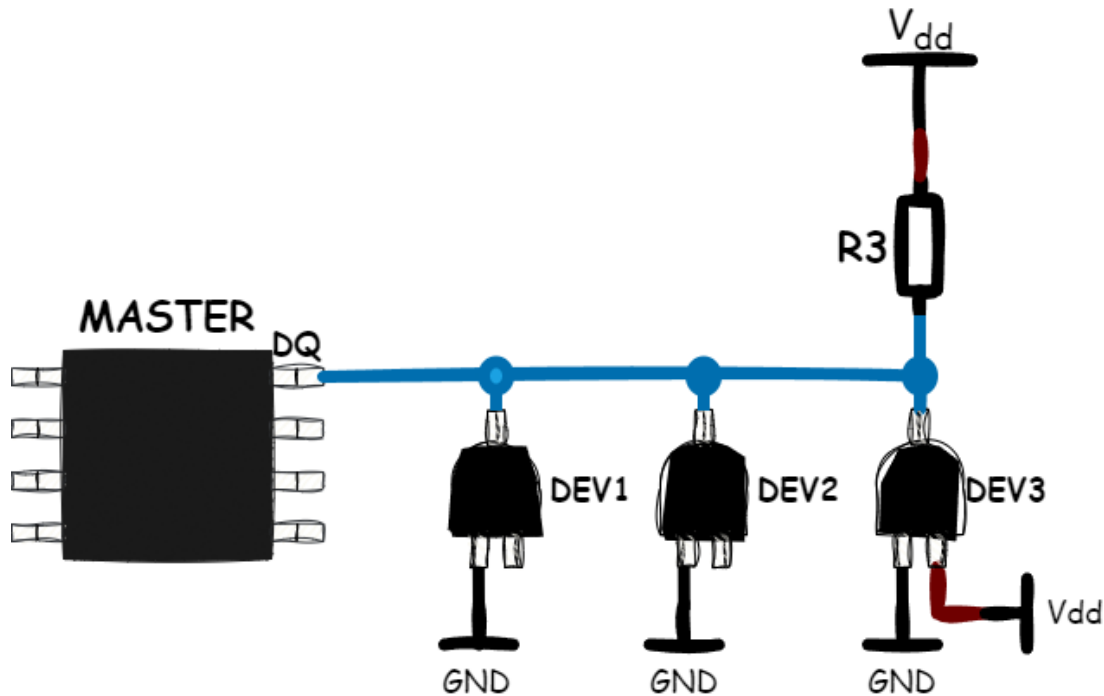 Vdd
R3
MASTER
DQ
DEV1
DEV2
DEV3
Vdd
GND
GND
GND